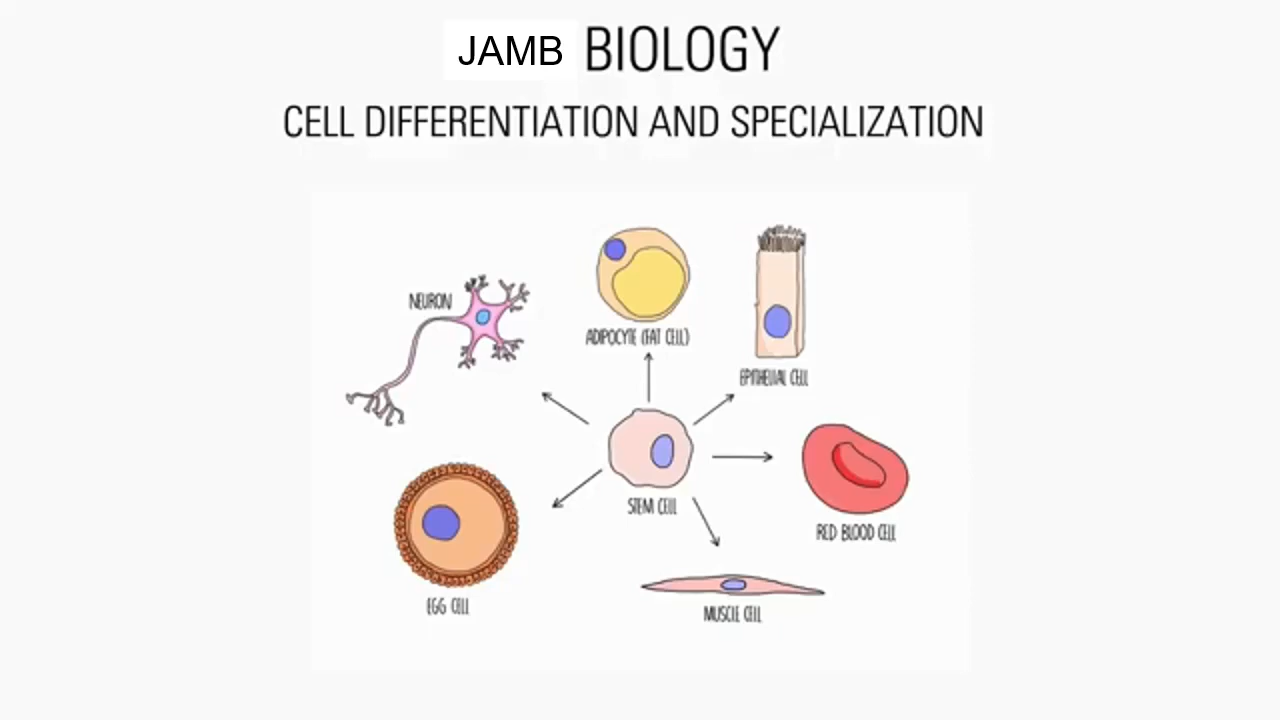 JAMB BIOLOGY
CELL DIFFERENTIATION AND SPECIALIZATION
NEURON
ADIPOCYTE (FAT CELL)
EPITHELIAL CELL
STEM CELL
RED BLOOD CELL
EGG CELL
MUSCLE CELL